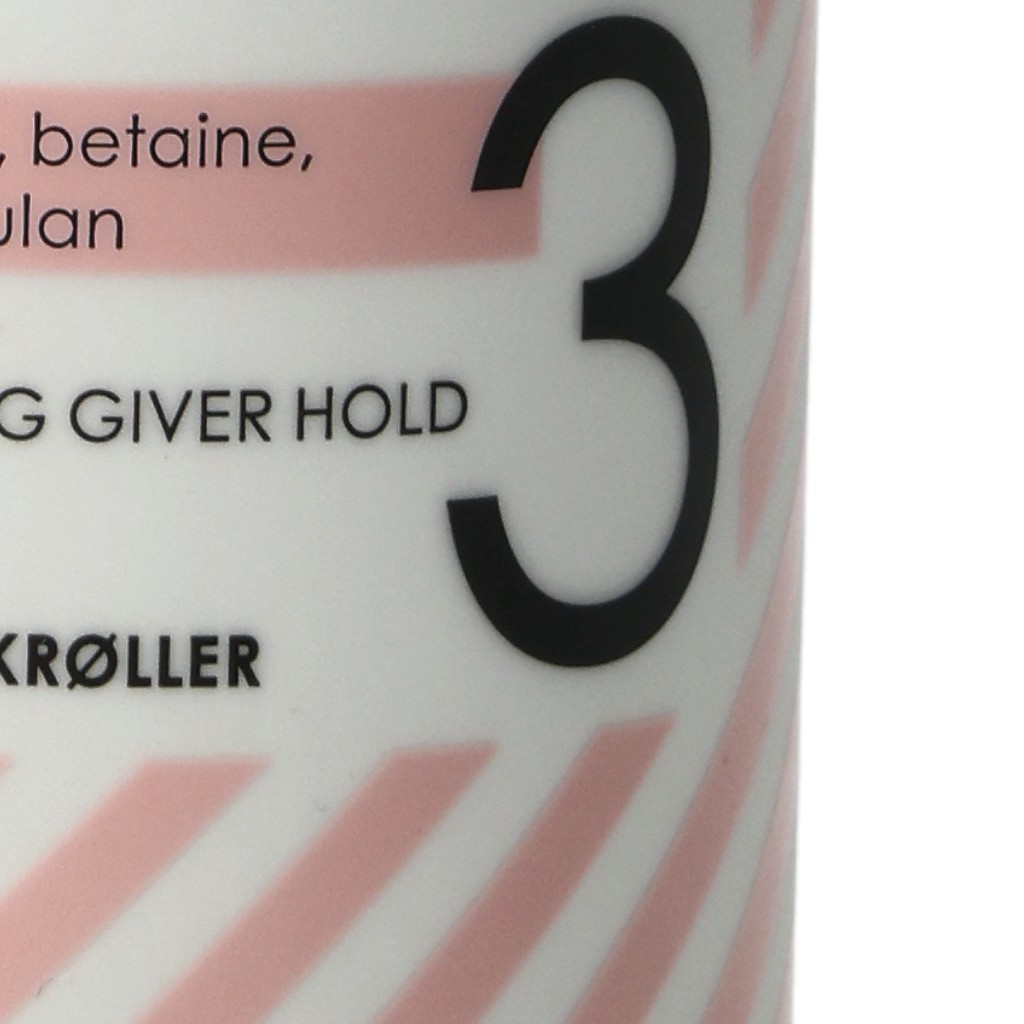 , betaine,
ulan
G GIVER HOLD
3
KRØLLER